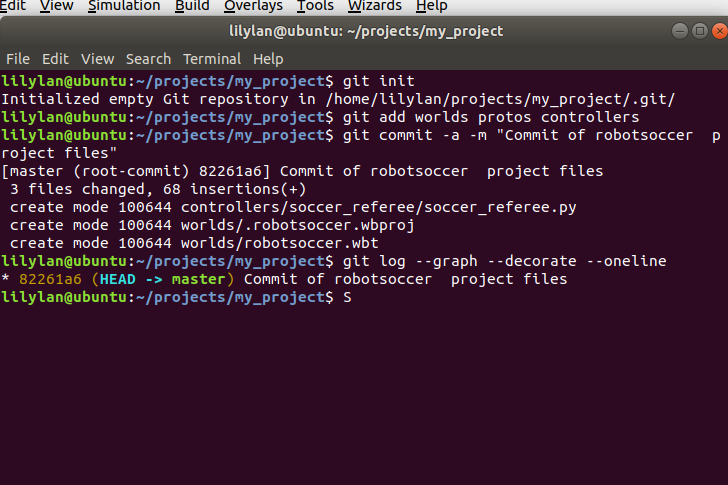 Edit View Simulation Build Overlays Tools Wizards Help
lilylan@ubuntu: ~/projects/my_project
File Edit View Search Terminal Help
lilylan@ubuntu:~/projects/my_project$ git init
Initialized empty Git repository in /home/lilylan/projects/my_project/.git/
lilylan@ubuntu:~/projects/my_project$ git add worlds protos controllers
lilylan@ubuntu:~/projects/my_project$ git commit -a -m "Commit of robotsoccer  p
roject files"
[master (root-commit) 82261a6] Commit of robotsoccer  project files
 3 files changed, 68 insertions(+)
 create mode 100644 controllers/soccer_referee/soccer_referee.py
 create mode 100644 worlds/.robotsoccer.wbproj
 create mode 100644 worlds/robotsoccer.wbt
lilylan@ubuntu:~/projects/my_project$ git log --graph --decorate --oneline
* 82261a6 (HEAD -> master) Commit of robotsoccer  project files
lilylan@ubuntu:~/projects/my_project$ S